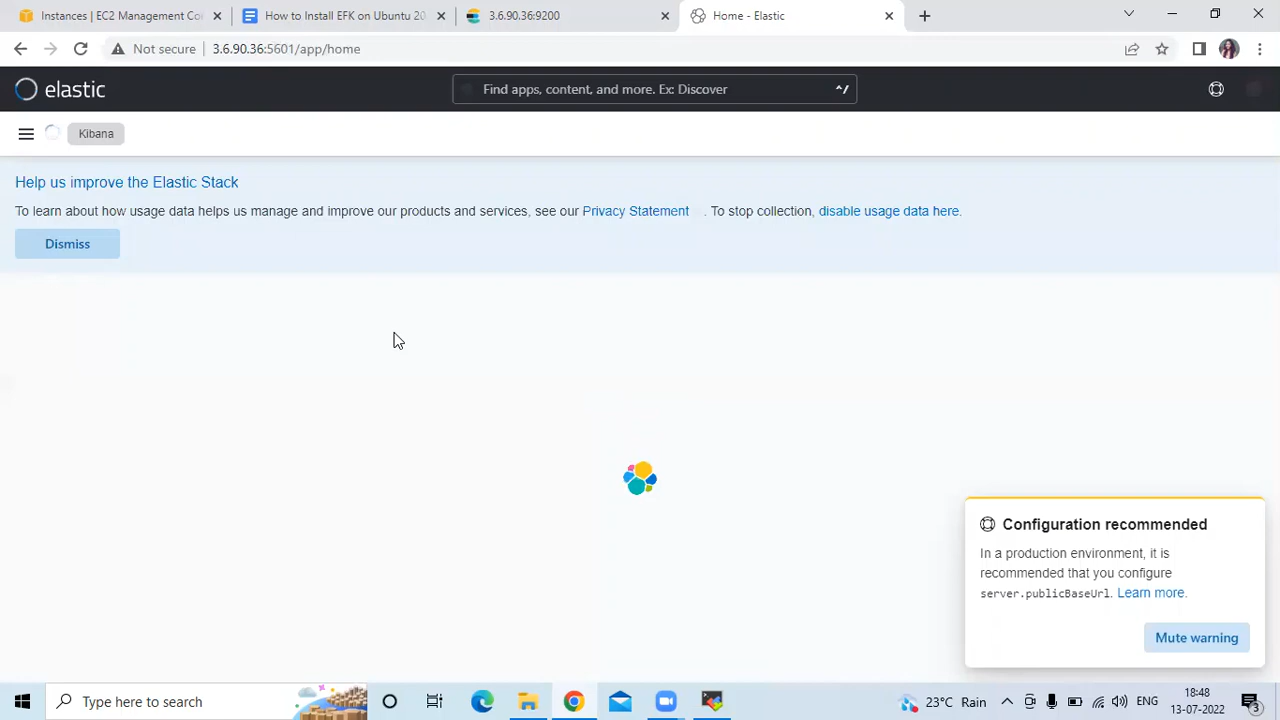 Instances | EC2 Management Co
How to Install EFK on Ubuntu 20
3.6.90.36:9200
Home - Elastic
Not secure
3.6.90.36:5601/app/home
elastic
Find apps, content, and more. Ex: Discover
^/
Kibana
Help us improve the Elastic Stack
To learn about how usage data helps us manage and improve our products and services, see our Privacy Statement . To stop collection, disable usage data here.
Dismiss
Configuration recommended
In a production environment, it is
recommended that you configure
server.publicBaseUrl. Learn more.
Mute warning
Type here to search
23°C Rain
ENG
18:48
13-07-2022
3